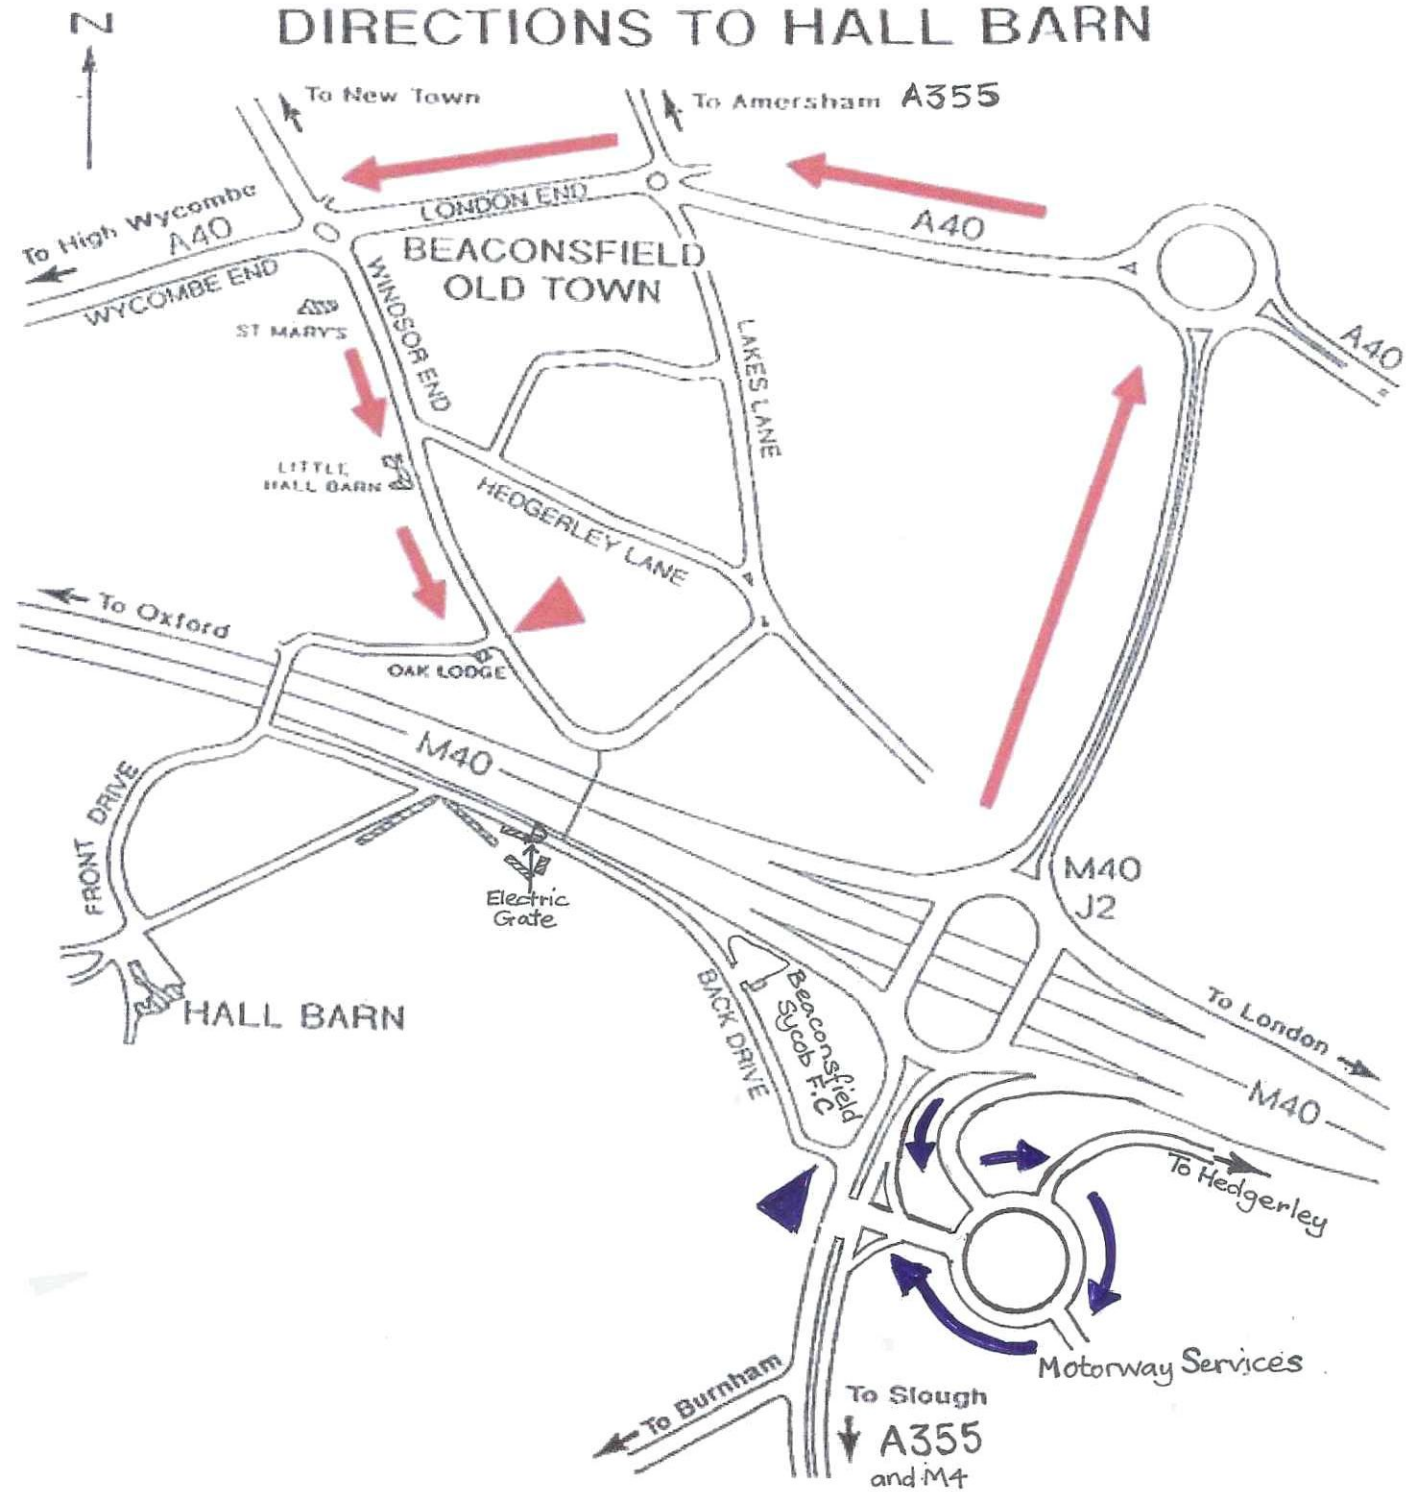 N
DIRECTIONS TO HALL BARN
To New Town
To Amersham A355
To High Wycombe
A40
WYCOMBE END
LONDON END
A40
BEACONSFIELD
OLD TOWN
ST MARY'S
WINDSOR END
LAKES LANE
A40
LITTLE
HALL BARN
HEDGERLEY LANE
To Oxford
OAK LODGE
M40
FRONT DRIVE
Electric
Gate
M40
J2
HALL BARN
BACK DRIVE
Beaconsfield
Sycob F.C
To London
M40
To Hedgerley
Motorway Services
To Burnham
To Slough
A355
and M4